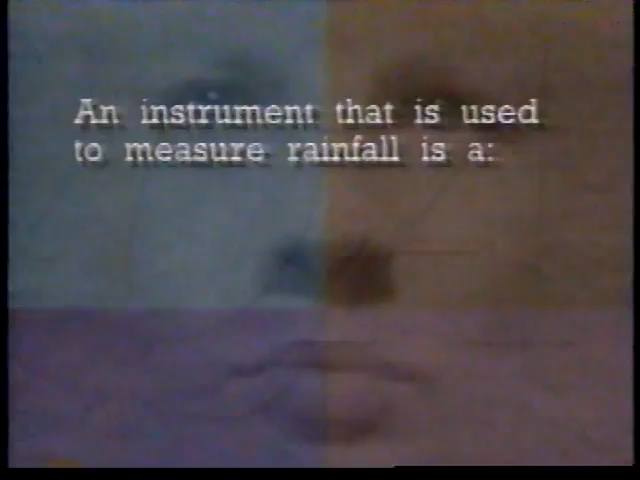 An instrument that is used
to measure rainfall is a: